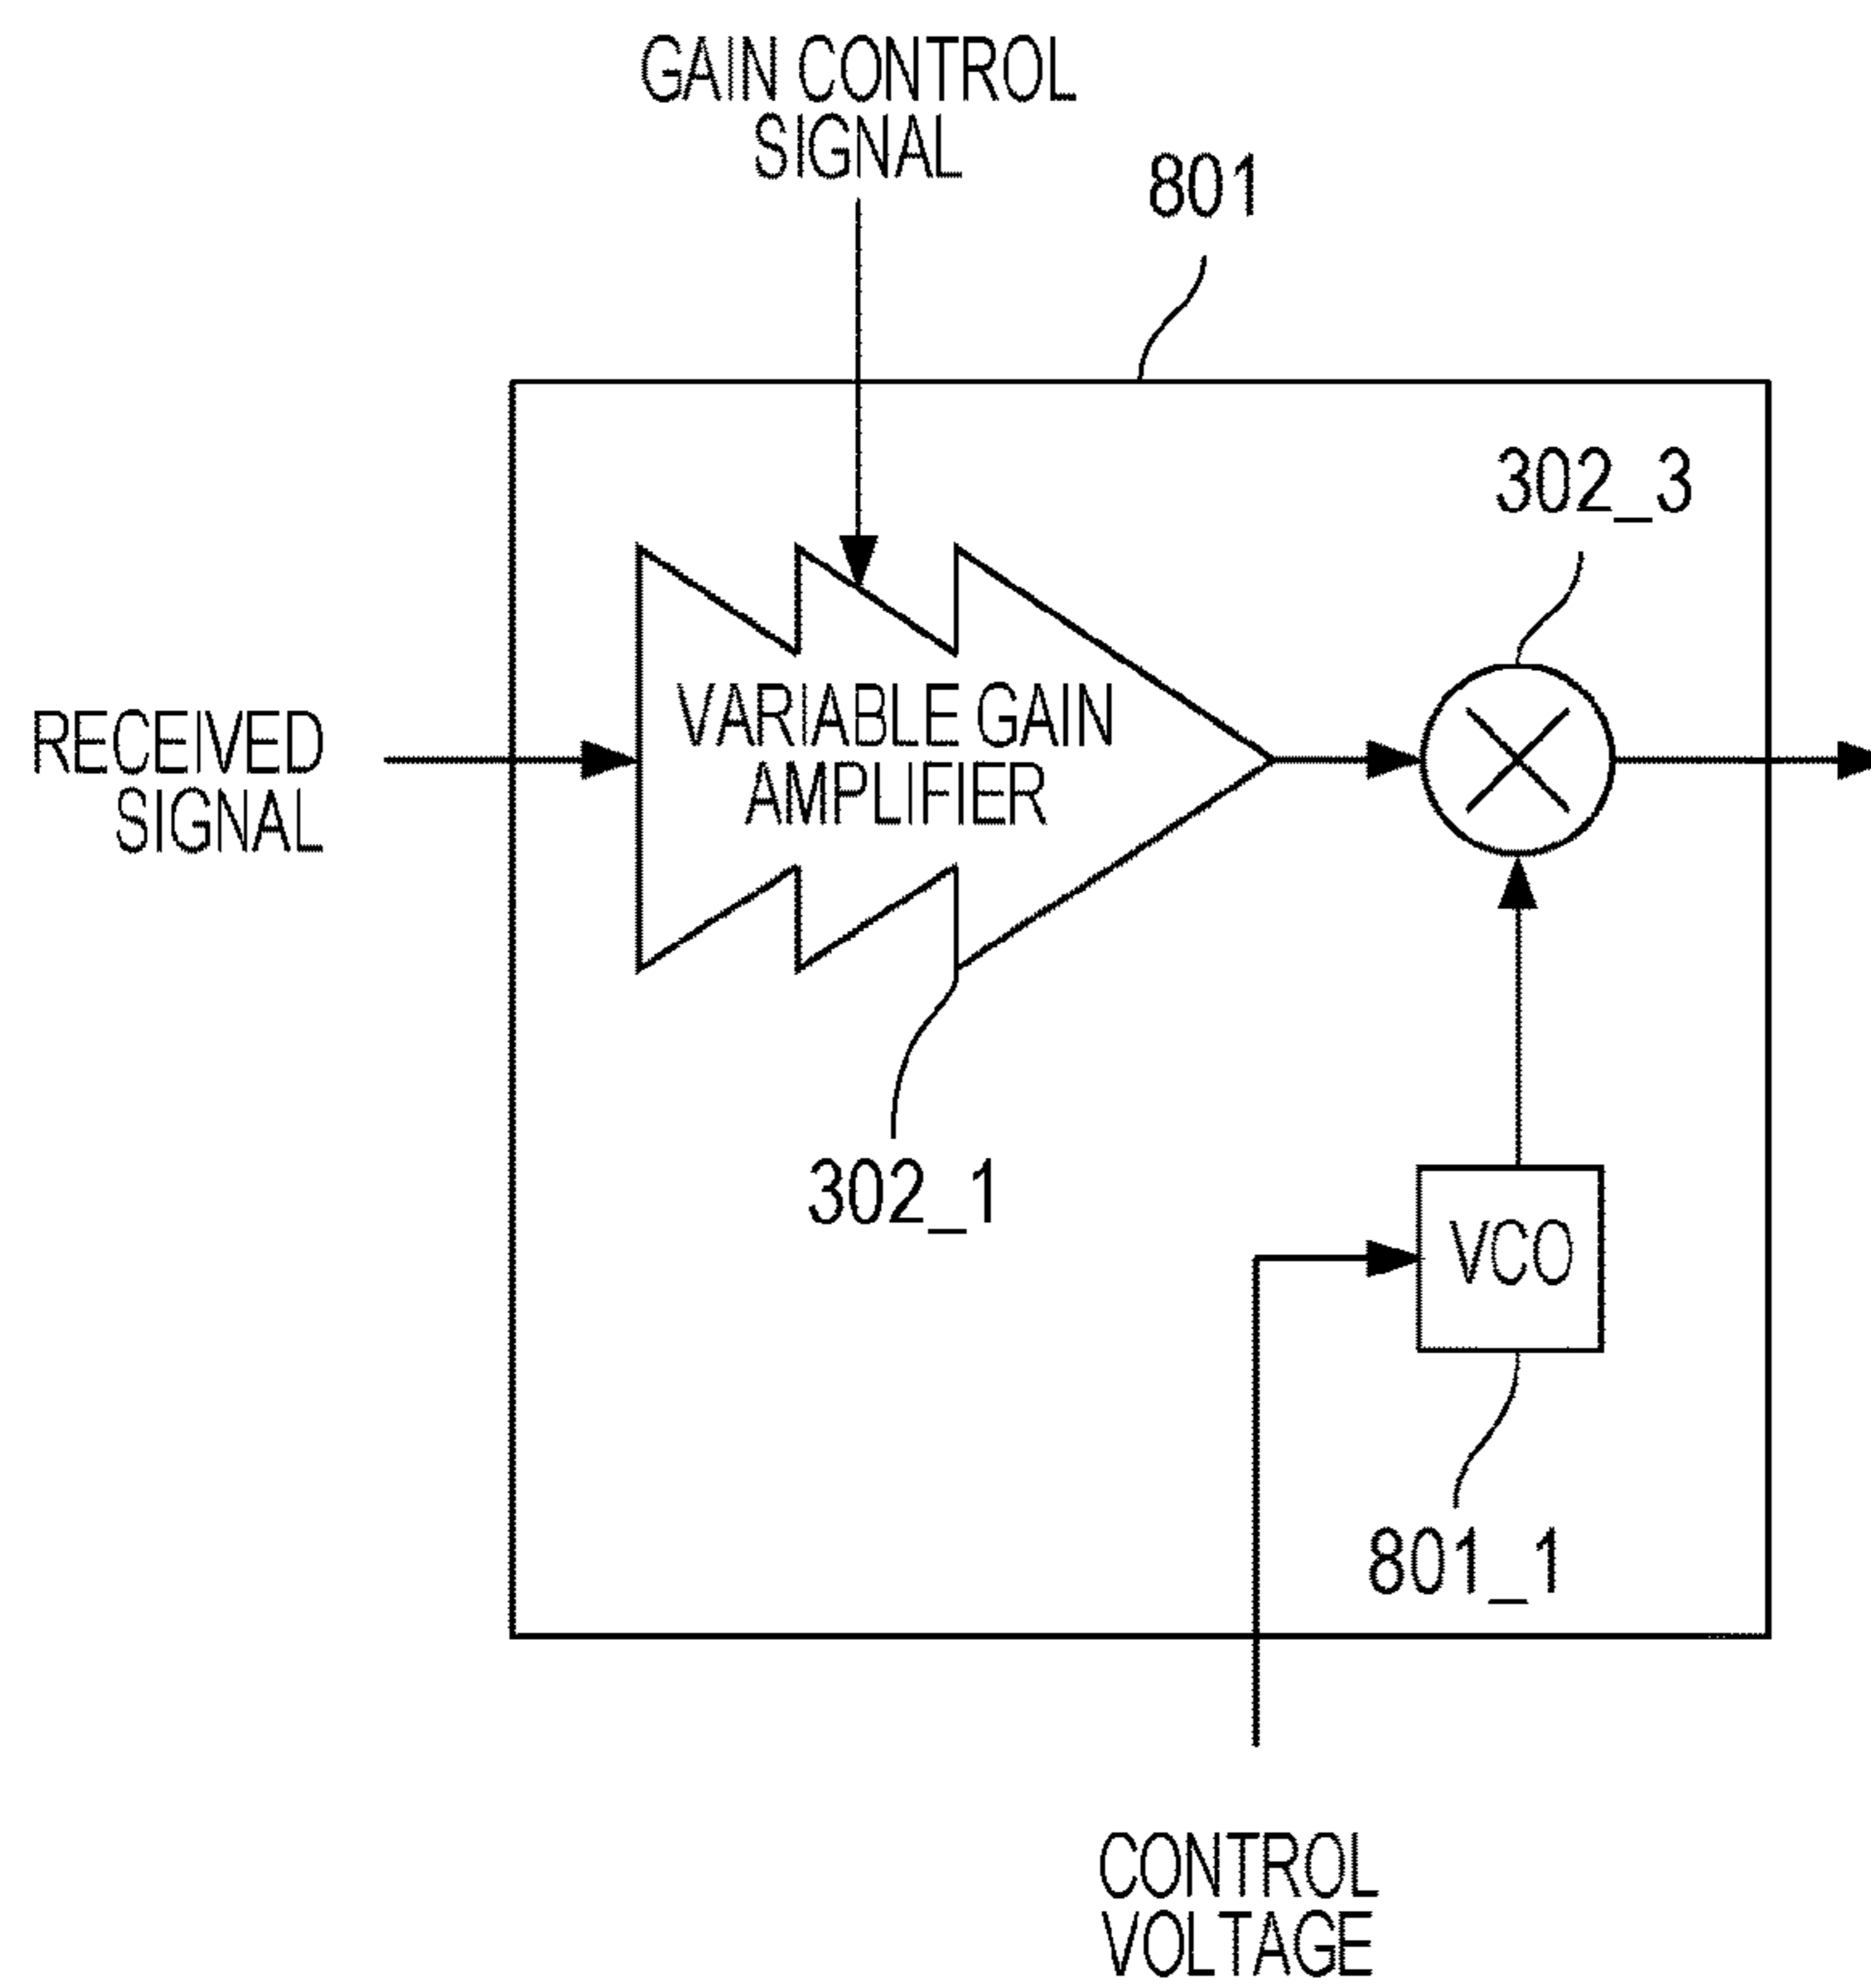 GAIN CONTROL
SIGNAL
801
302_3
RECEIVED
SIGNAL
VARIABLE GAIN
AMPLIFIER
302_1
VCO
801_1
CONTROL
VOLTAGE